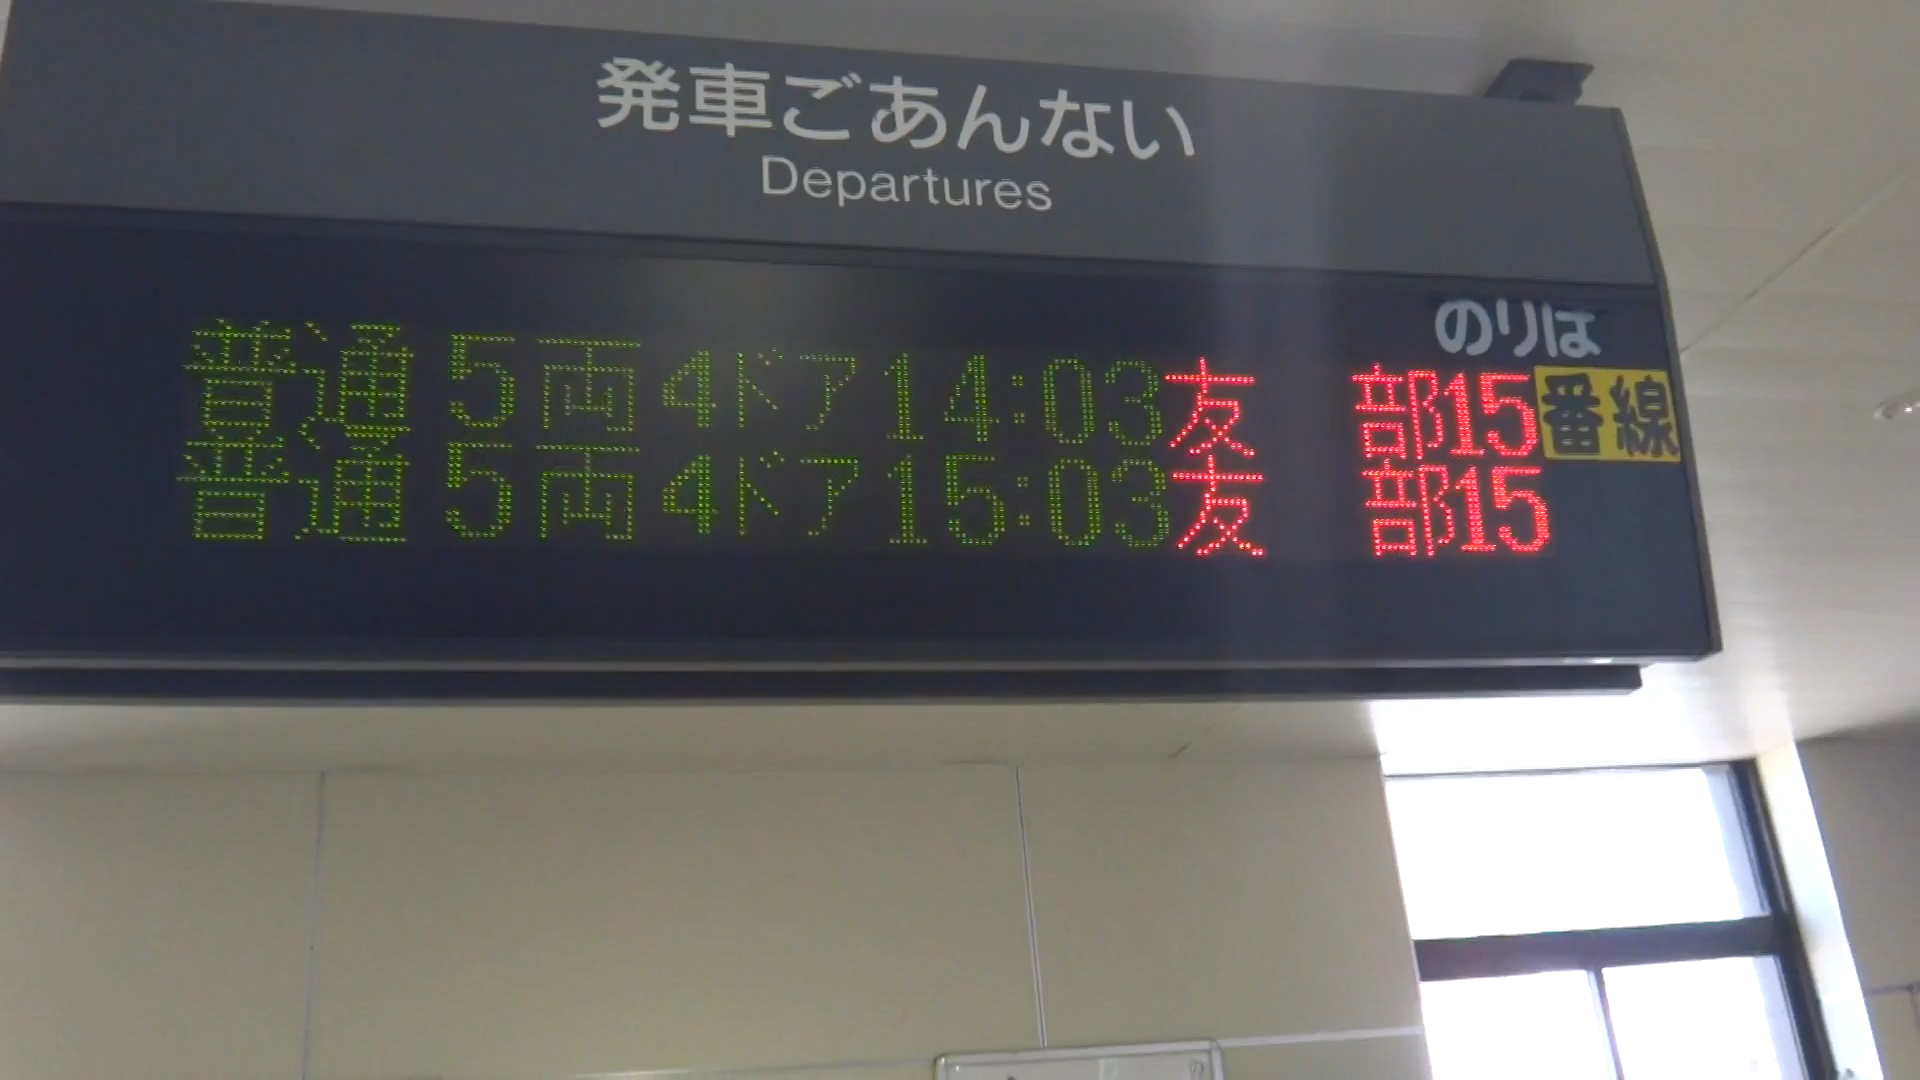 発車ごあんない
Departures
のりば
普通 5両 4ドア 14:03 友 部 15 番線
普通 5両 4ドア 15:03 友 部 15